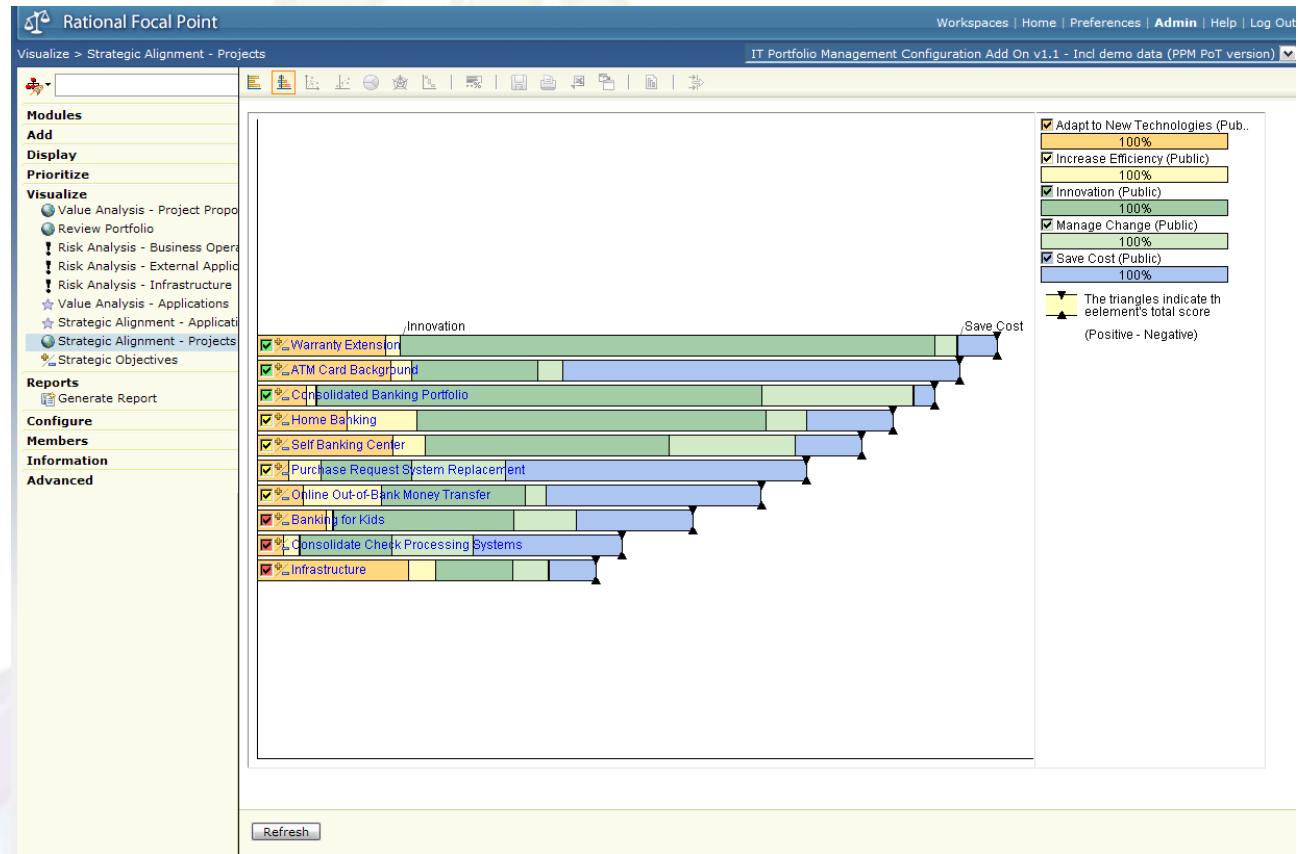 Rational Focal Point
Workspaces | Home | Preferences | Admin | Help | Log Out
Visualize > Strategic Alignment - Projects
IT Portfolio Management Configuration Add On v1.1 - Incl demo data (PPM PoT version)
Modules
Add
Display
Prioritize
Visualize
Value Analysis - Project Propo
Review Portfolio
Risk Analysis - Business Opera
Risk Analysis - External Applic
Risk Analysis - Infrastructure
Value Analysis - Applications
Strategic Alignment - Applicati
Strategic Alignment - Projects
Strategic Objectives
Reports
Generate Report
Configure
Members
Information
Advanced
Innovation
Save Cost
Warranty Extension
ATM Card Background
Consolidated Banking Portfolio
Home Banking
Self Banking Center
Purchase Request System Replacement
Online Out-of-Bank Money Transfer
Banking for Kids
Consolidate Check Processing Systems
Infrastructure
Adapt to New Technologies (Pub..
100%
Increase Efficiency (Public)
100%
Innovation (Public)
100%
Manage Change (Public)
100%
Save Cost (Public)
100%
The triangles indicate th
eelement's total score
(Positive - Negative)
Refresh